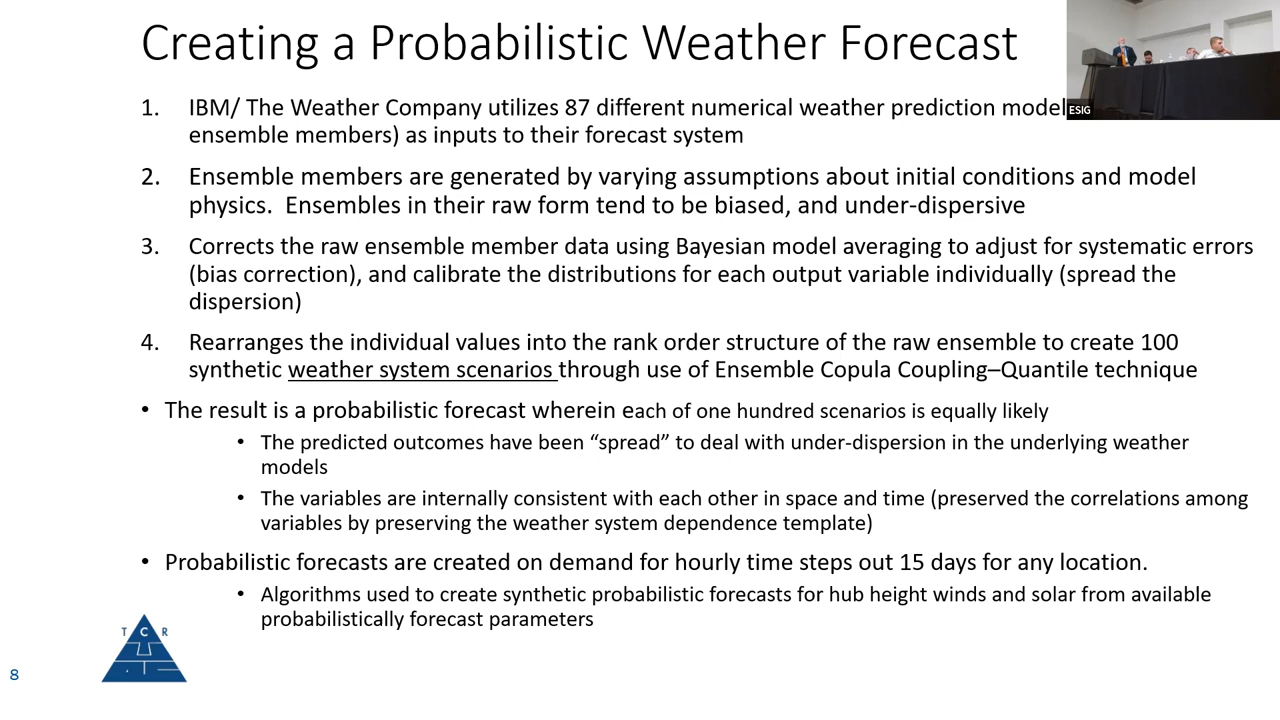 Creating a Probabilistic Weather Forecast
ESIG
1. IBM/ The Weather Company utilizes 87 different numerical weather prediction model
ensemble members) as inputs to their forecast system
2. Ensemble members are generated by varying assumptions about initial conditions and model
physics.  Ensembles in their raw form tend to be biased, and under-dispersive
3. Corrects the raw ensemble member data using Bayesian model averaging to adjust for systematic errors
(bias correction), and calibrate the distributions for each output variable individually (spread the
dispersion)
4. Rearranges the individual values into the rank order structure of the raw ensemble to create 100
synthetic weather system scenarios through use of Ensemble Copula Coupling–Quantile technique
• The result is a probabilistic forecast wherein each of one hundred scenarios is equally likely
• The predicted outcomes have been “spread” to deal with under-dispersion in the underlying weather
models
• The variables are internally consistent with each other in space and time (preserved the correlations among
variables by preserving the weather system dependence template)
• Probabilistic forecasts are created on demand for hourly time steps out 15 days for any location.
• Algorithms used to create synthetic probabilistic forecasts for hub height winds and solar from available
probabilistically forecast parameters
T C R
8